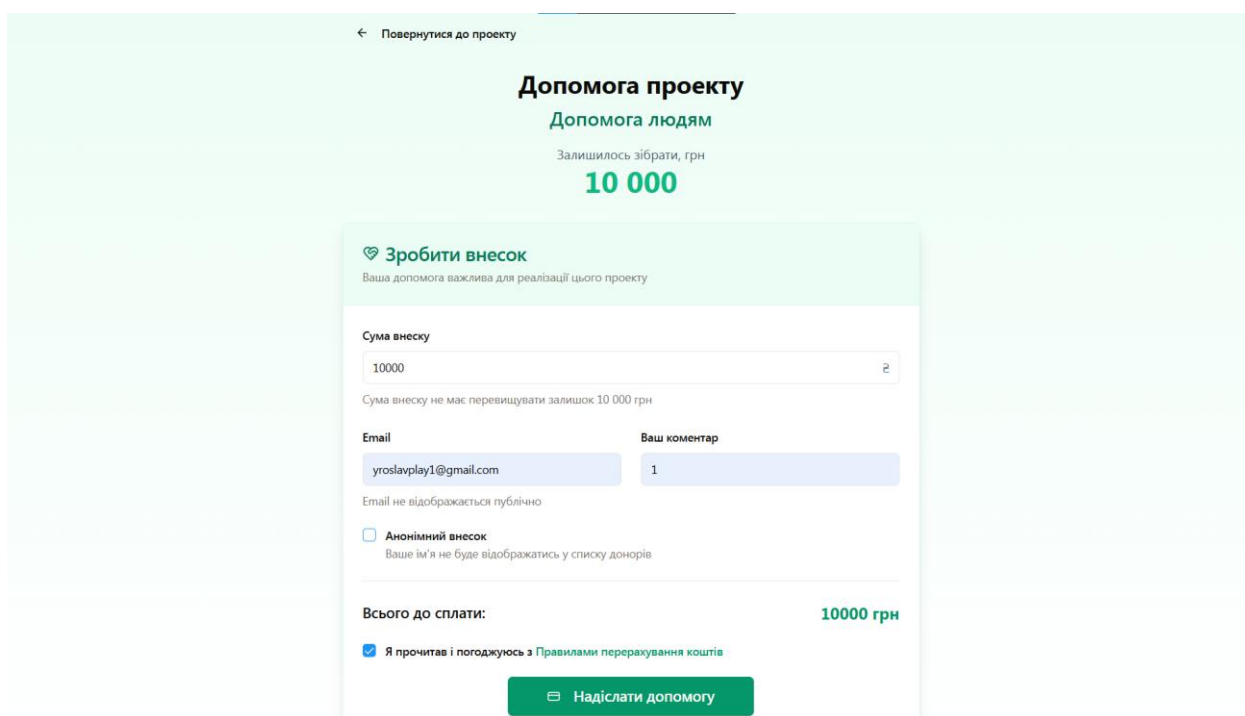 ← Повернутися до проекту
Допомога проекту
Допомога людям
Залишилось зібрати, грн
10 000
Зробити внесок
Ваша допомога важлива для реалізації цього проекту
Сума внеску
10000 ₴
Сума внеску не має перевищувати залишок 10 000 грн
Email Ваш коментар
yroslavplay1@gmail.com 1
Email не відображається публічно
Анонімний внесок
Ваше ім'я не буде відображатись у списку донорів
Всього до сплати: 10000 грн
Я прочитав і погоджуюсь з Правилами перерахування коштів
Надіслати допомогу